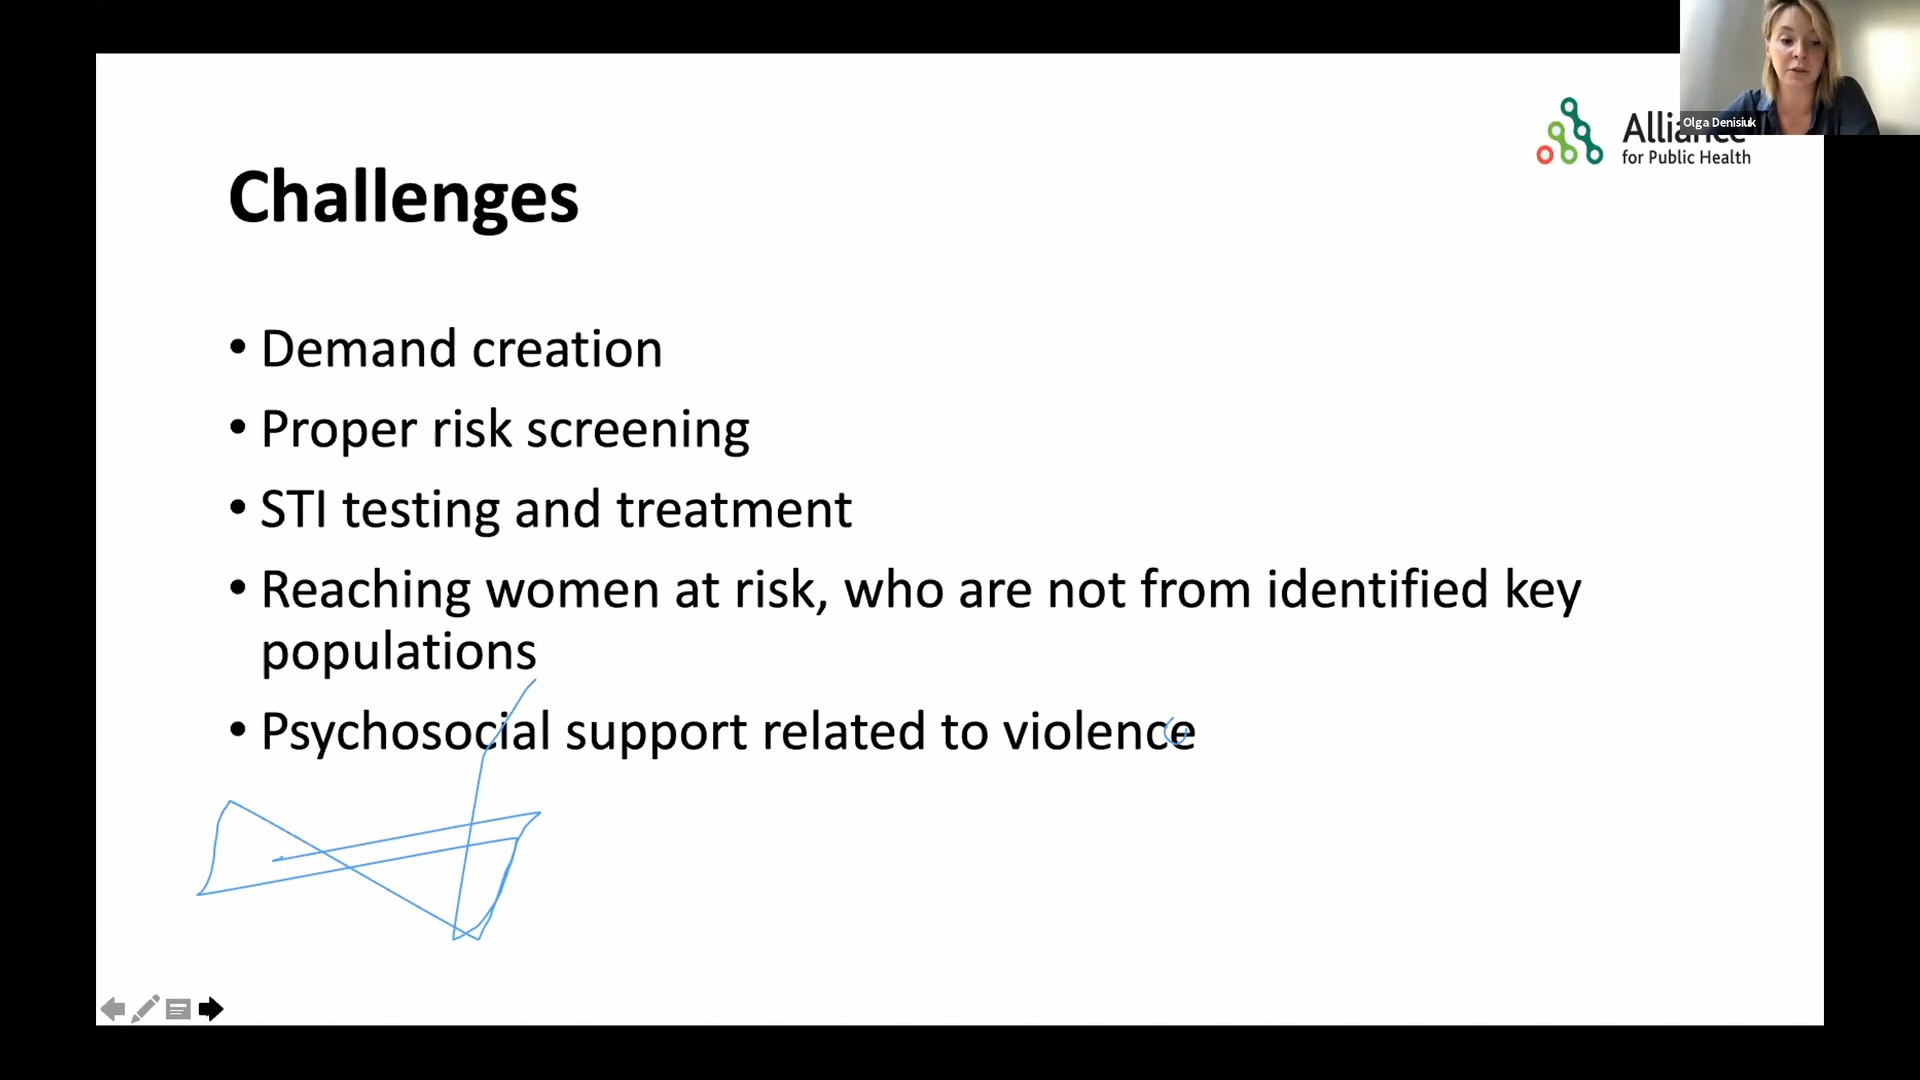 Olga Denisiuk
Alliance
for Public Health
Challenges
• Demand creation
• Proper risk screening
• STI testing and treatment
• Reaching women at risk, who are not from identified key
populations
• Psychosocial support related to violence